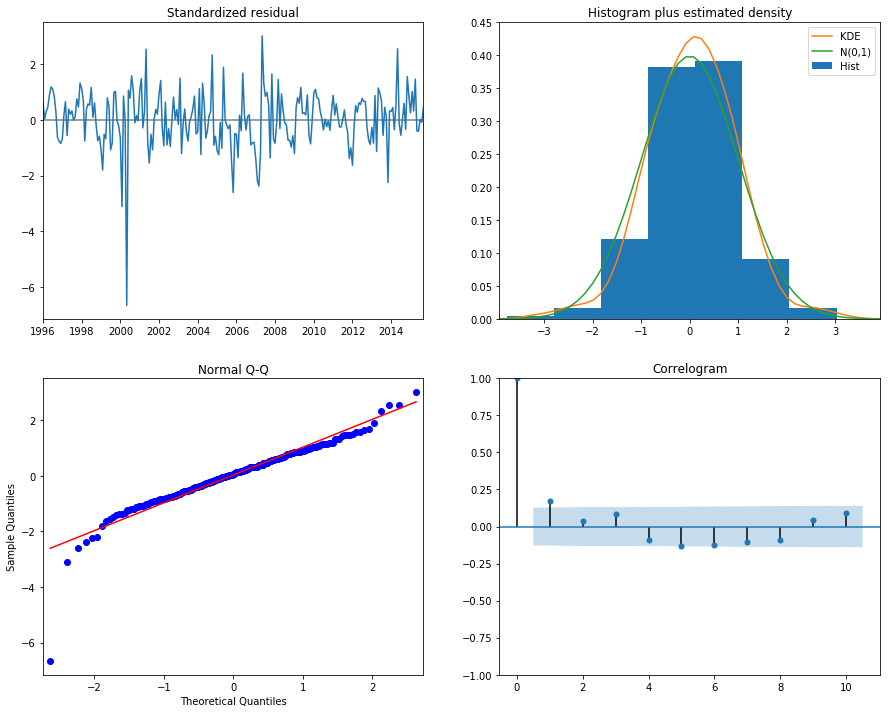 Standardized residual
2
0
−2
−4
−6
1996 1998 2000 2002 2004 2006 2008 2010 2012 2014
Histogram plus estimated density
KDE
N(0,1)
Hist
0.45
0.40
0.35
0.30
0.25
0.20
0.15
0.10
0.05
0.00
−3 −2 −1 0 1 2 3
Normal Q-Q
Sample Quantiles
2
0
−2
−4
−6
−2 −1 0 1 2
Theoretical Quantiles
Correlogram
1.00
0.75
0.50
0.25
0.00
−0.25
−0.50
−0.75
−1.00
0 2 4 6 8 10